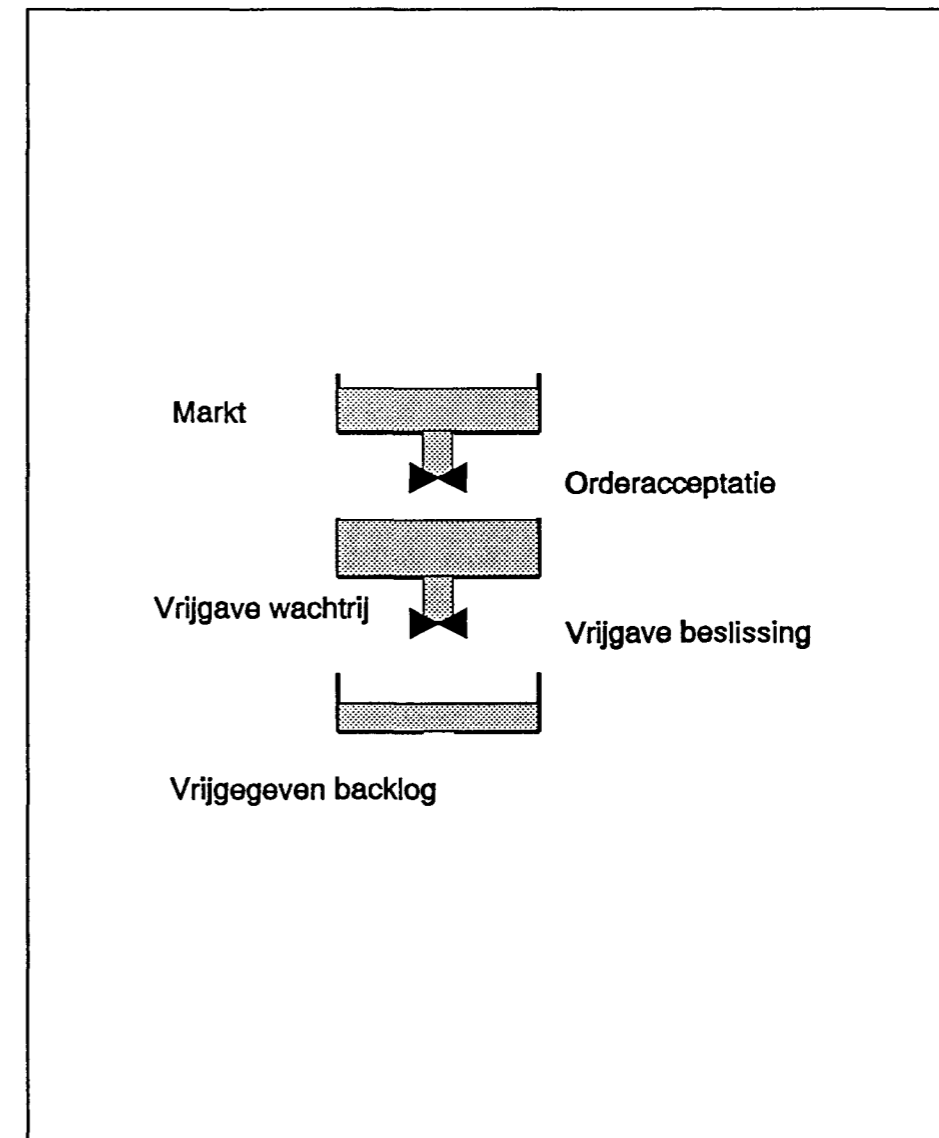 Markt
Orderacceptatie
Vrijgave wachtrij
Vrijgave beslissing
Vrijgegeven backlog